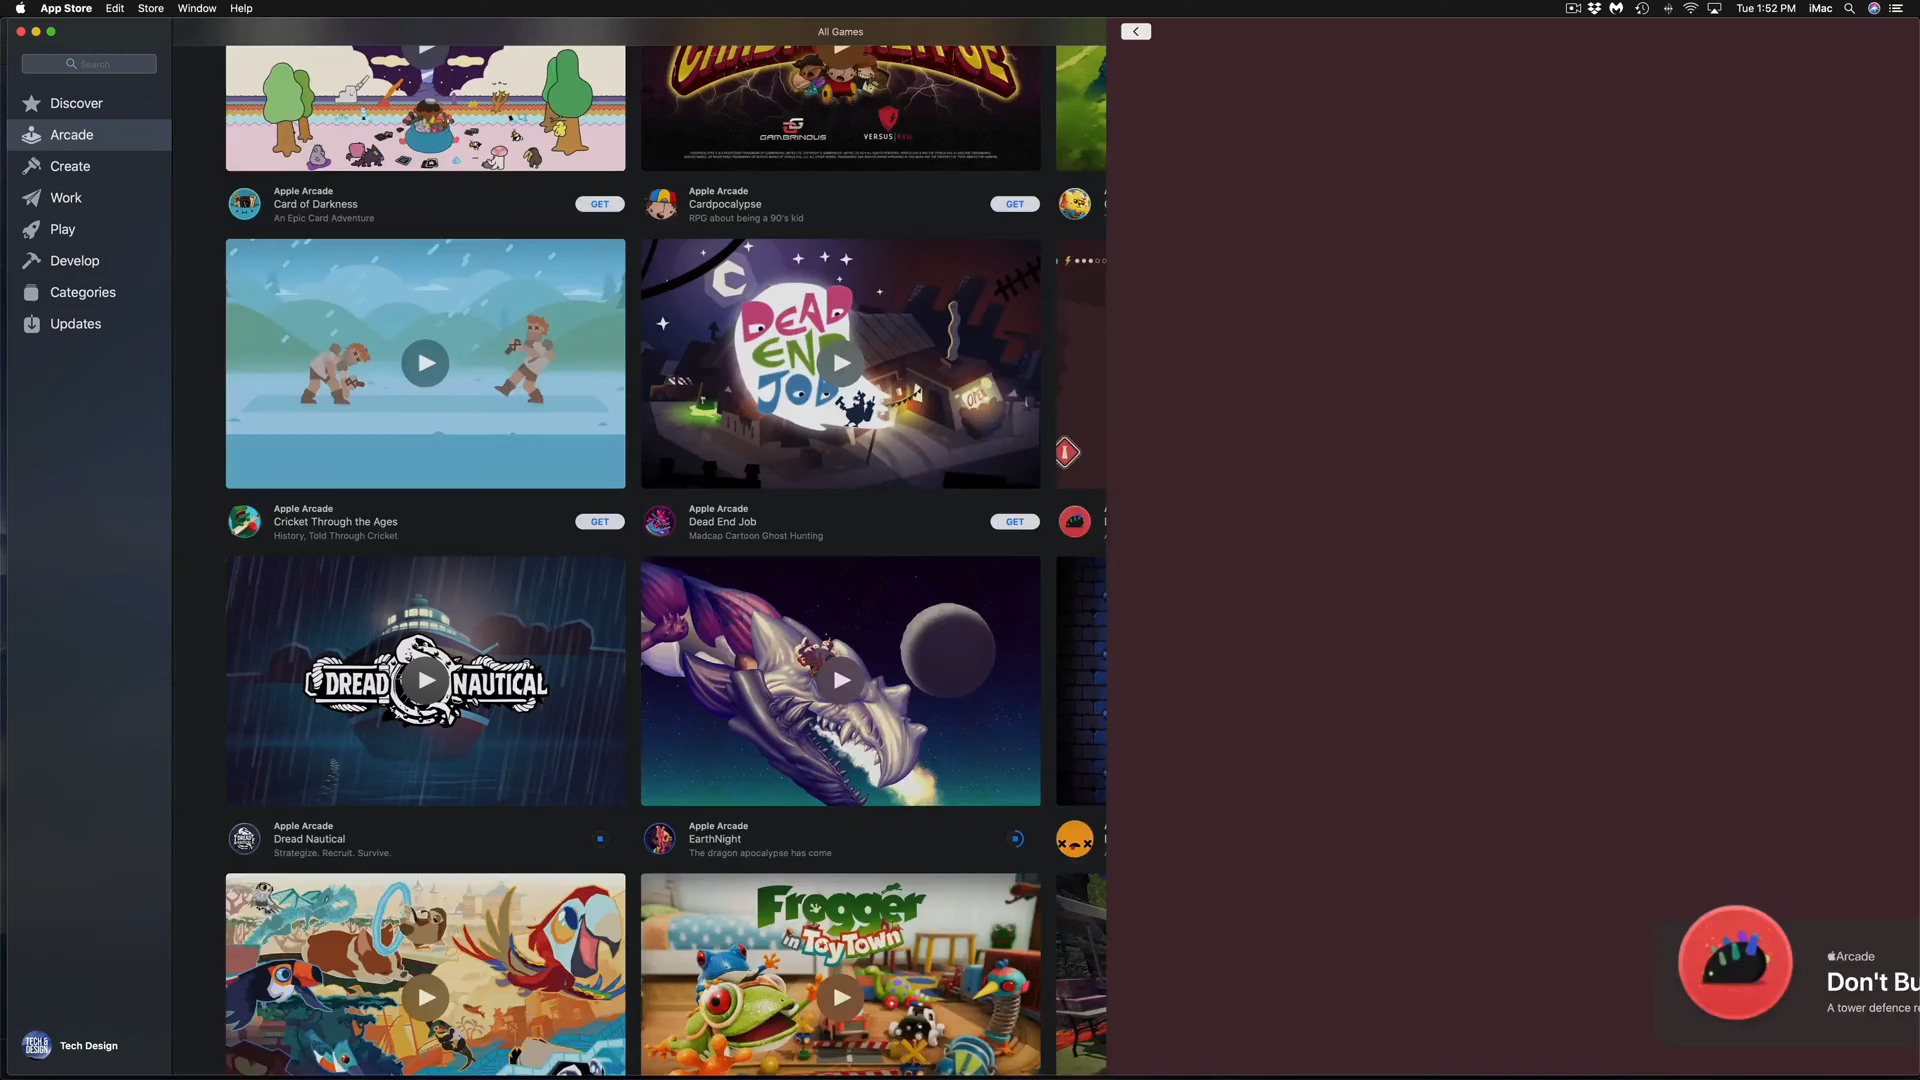 App Store Edit Store Window Help
Tue 1:52 PM iMac
All Games
Search
Discover
Arcade
Create
Work
Play
Develop
Categories
Updates
GAMBRINOUS
VERSUS EVIL
Apple Arcade
Card of Darkness
An Epic Card Adventure
GET
Apple Arcade
Cardpocalypse
RPG about being a 90's kid
GET
DEAD
END
JOB
OPEN
Apple Arcade
Cricket Through the Ages
History, Told Through Cricket
GET
Apple Arcade
Dead End Job
Madcap Cartoon Ghost Hunting
GET
DREAD NAUTICAL
Apple Arcade
Dread Nautical
Strategize. Recruit. Survive.
Apple Arcade
EarthNight
The dragon apocalypse has come
Frogger
in Toy Town
Arcade
Don't Bu
A tower defence re
TECH &
DESIGN
Tech Design